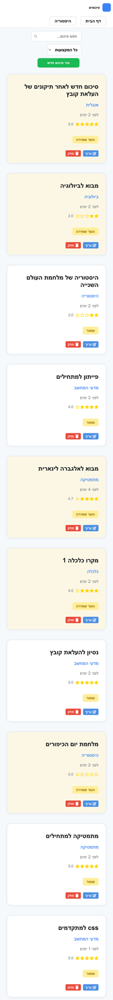 סיכומים
דף הבית
היסטוריה
חפש סיכום...
כל המקצועות
צור סיכום חדש
סיכום חדש לאחר תיקונים של
העלאת קובץ
אנגלית
לפני 2 ימים
5.0
הסר שמירה
ערוך
מחק
מבוא לביולוגיה
ביולוגיה
לפני 2 ימים
2.0
הסר שמירה
ערוך
מחק
היסטוריה של מלחמת העולם
השנייה
היסטוריה
לפני 2 ימים
2.0
שמור
ערוך
מחק
פייתון למתחילים
מדעי המחשב
לפני 2 ימים
4.0
שמור
ערוך
מחק
מבוא לאלגברה לינארית
מתמטיקה
לפני 4 ימים
4.7
הסר שמירה
ערוך
מחק
מקרו כלכלה 1
כלכלה
לפני 2 ימים
4.0
הסר שמירה
ערוך
מחק
נסיון להעלאת קובץ
מדעי המחשב
לפני 2 ימים
5.0
שמור
ערוך
מחק
מלחמת יום הכיפורים
היסטוריה
לפני 2 ימים
0.0
הסר שמירה
ערוך
מחק
מתמטיקה למתחילים
מתמטיקה
לפני 2 ימים
5.0
שמור
ערוך
מחק
css למתקדמים
מדעי המחשב
לפני 1 ימים
5.0
שמור
ערוך
מחק